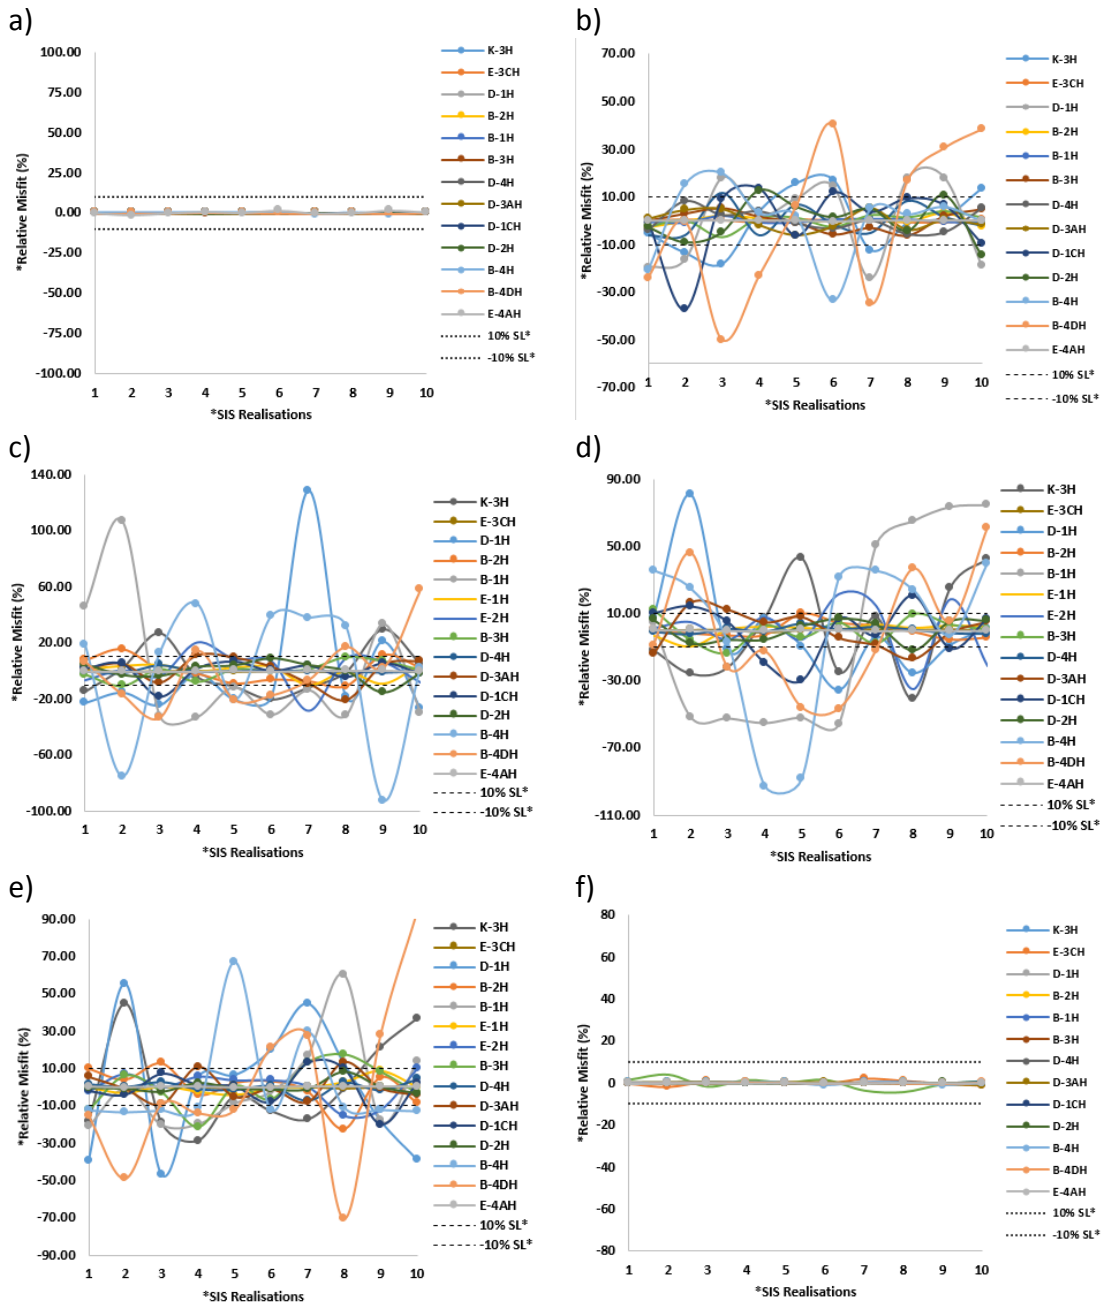 a)
100.00
75.00
50.00
25.00
0.00
-25.00
-50.00
-75.00
-100.00
*Relative Misfit (%)
1 2 3 4 5 6 7 8 9 10
*SIS Realisations
K-3H
E-3CH
D-1H
B-2H
B-1H
B-3H
D-4H
D-3AH
D-1CH
D-2H
B-4H
B-4DH
E-4AH
10% SL*
-10% SL*
b)
70.00
50.00
30.00
10.00
-10.00
-30.00
-50.00
-70.00
*Relative Misfit (%)
1 2 3 4 5 6 7 8 9 10
*SIS Realisations
K-3H
E-3CH
D-1H
B-2H
B-1H
B-3H
D-4H
D-3AH
D-1CH
D-2H
B-4H
B-4DH
E-4AH
10% SL*
-10% SL*
c)
140.00
100.00
60.00
20.00
-20.00
-60.00
-100.00
*Relative Misfit (%)
1 2 3 4 5 6 7 8 9 10
*SIS Realisations
K-3H
E-3CH
D-1H
B-2H
B-1H
E-1H
E-2H
B-3H
D-4H
D-3AH
D-1CH
D-2H
B-4H
B-4DH
E-4AH
10% SL*
-10% SL*
d)
90.00
50.00
10.00
-30.00
-70.00
-110.00
*Relative Misfit (%)
1 2 3 4 5 6 7 8 9 10
*SIS Realisations
K-3H
E-3CH
D-1H
B-2H
B-1H
E-1H
E-2H
B-3H
D-4H
D-3AH
D-1CH
D-2H
B-4H
B-4DH
E-4AH
10% SL*
-10% SL*
e)
90.00
70.00
50.00
30.00
10.00
-10.00
-30.00
-50.00
-70.00
-90.00
*Relative Misfit (%)
1 2 3 4 5 6 7 8 9 10
*SIS Realisations
K-3H
E-3CH
D-1H
B-2H
B-1H
E-1H
E-2H
B-3H
D-4H
D-3AH
D-1CH
D-2H
B-4H
B-4DH
E-4AH
10% SL*
-10% SL*
f)
80
60
40
20
0
-20
-40
-60
-80
*Relative Misfit (%)
1 2 3 4 5 6 7 8 9 10
*SIS Realisations
K-3H
E-3CH
D-1H
B-2H
B-1H
B-3H
D-4H
D-3AH
D-1CH
D-2H
B-4H
B-4DH
E-4AH
10% SL*
-10% SL*